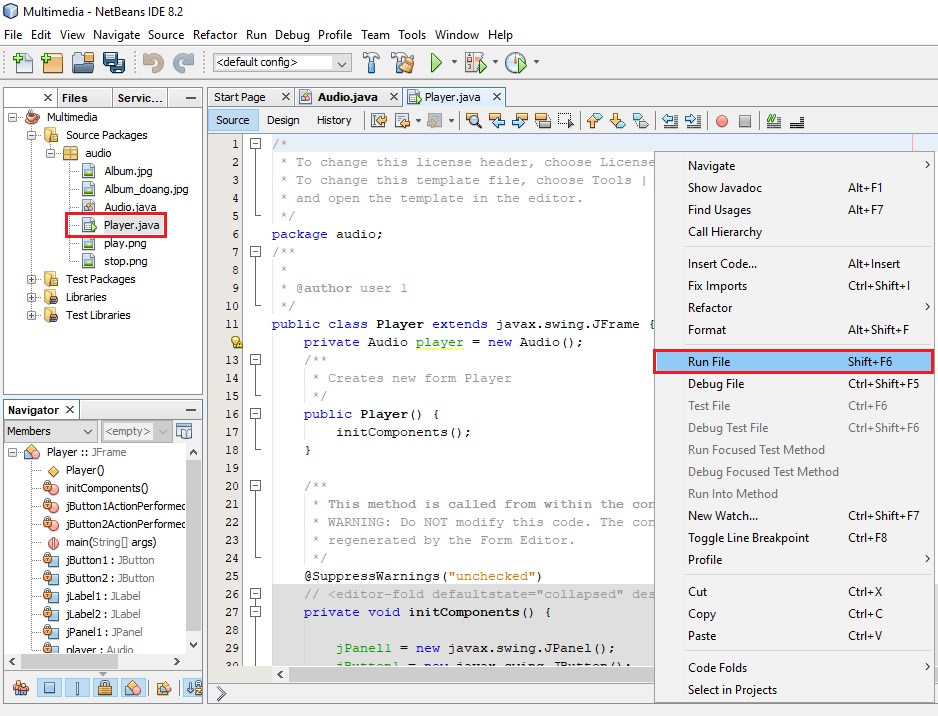 Multimedia - NetBeans IDE 8.2
File Edit View Navigate Source Refactor Run Debug Profile Team Tools Window Help
<default config>
Files Servic...
Multimedia
Source Packages
audio
Album.jpg
Album_doang.jpg
Audio.java
Player.java
play.png
stop.png
Test Packages
Libraries
Test Libraries
Navigator
Members <empty>
Player :: JFrame
Player()
initComponents()
jButton1ActionPerformed
jButton2ActionPerformed
main(String[] args)
jButton1 : JButton
jButton2 : JButton
jLabel1 : JLabel
jLabel2 : JLabel
jPanel1 : JPanel
player : Audio
Start Page Audio.java Player.java
Source Design History
1 /*
2 * To change this license header, choose License
3 * To change this template file, choose Tools |
4 * and open the template in the editor.
5 */
6 package audio;
7 /**
8 *
9 * @author user 1
10 */
11 public class Player extends javax.swing.JFrame {
private Audio player = new Audio();
13 /**
14 * Creates new form Player
15 */
16 public Player() {
17 initComponents();
18 }
19
20 /**
21 * This method is called from within the con
22 * WARNING: Do NOT modify this code. The con
23 * regenerated by the Form Editor.
24 */
25 @SuppressWarnings("unchecked")
26 // <editor-fold defaultstate="collapsed" des
27 private void initComponents() {
28
29 jPanel1 = new javax.swing.JPanel();
30 jButton1 = new javax.swing.JButton();
Navigate
Show Javadoc Alt+F1
Find Usages Alt+F7
Call Hierarchy
Insert Code... Alt+Insert
Fix Imports Ctrl+Shift+I
Refactor
Format Alt+Shift+F
Run File Shift+F6
Debug File Ctrl+Shift+F5
Test File Ctrl+F6
Debug Test File Ctrl+Shift+F6
Run Focused Test Method
Debug Focused Test Method
Run Into Method
New Watch... Ctrl+Shift+F7
Toggle Line Breakpoint Ctrl+F8
Profile
Cut Ctrl+X
Copy Ctrl+C
Paste Ctrl+V
Code Folds
Select in Projects